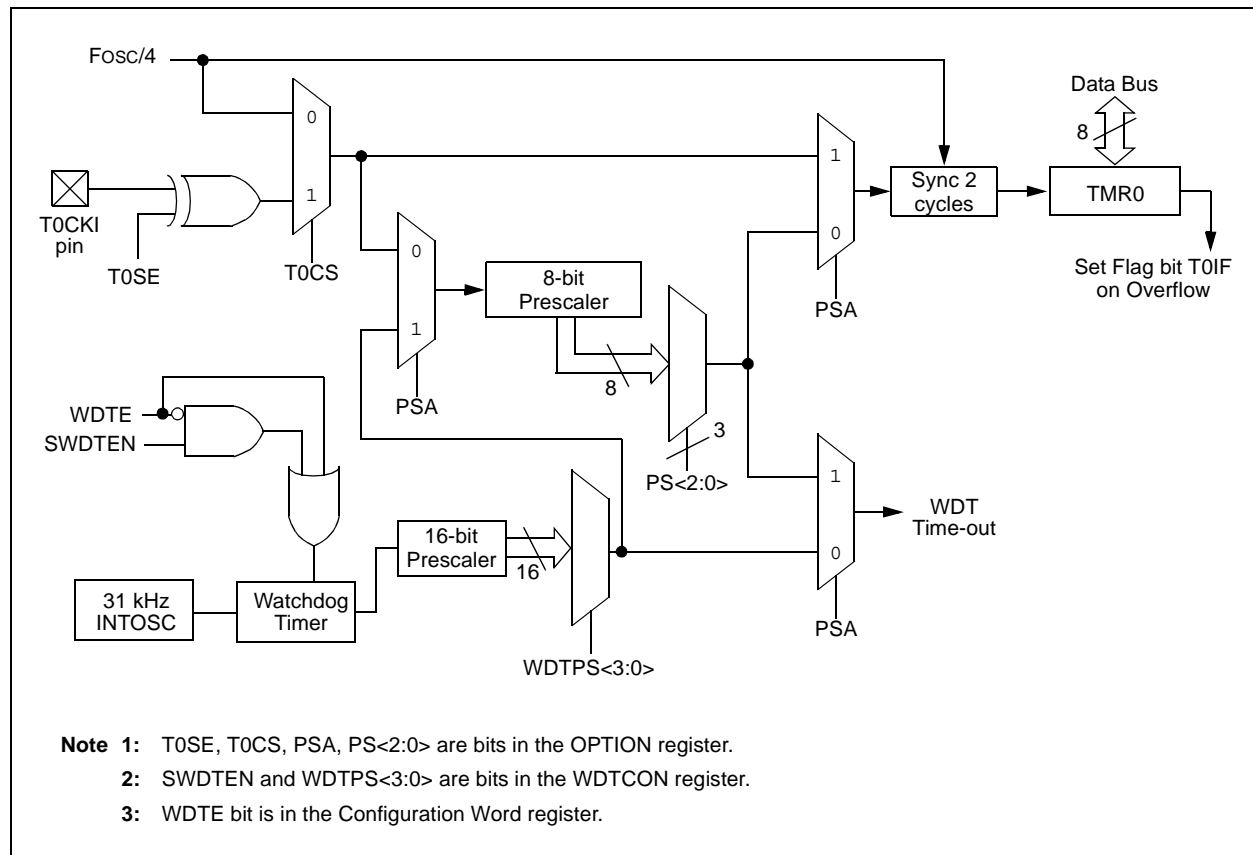 FOSC/4
Data Bus
8
0
1
T0CKI
pin
T0SE
T0CS
1
0
PSA
Sync 2
cycles
TMR0
Set Flag bit T0IF
on Overflow
0
1
PSA
8-bit
Prescaler
8
3
PS<2:0>
WDTE
SWDTEN
1
0
PSA
WDT
Time-out
16-bit
Prescaler
16
WDTPS<3:0>
31 kHz
INTOSC
Watchdog
Timer
Note 1: T0SE, T0CS, PSA, PS<2:0> are bits in the OPTION register.
2: SWDTEN and WDTPS<3:0> are bits in the WDTCON register.
3: WDTE bit is in the Configuration Word register.